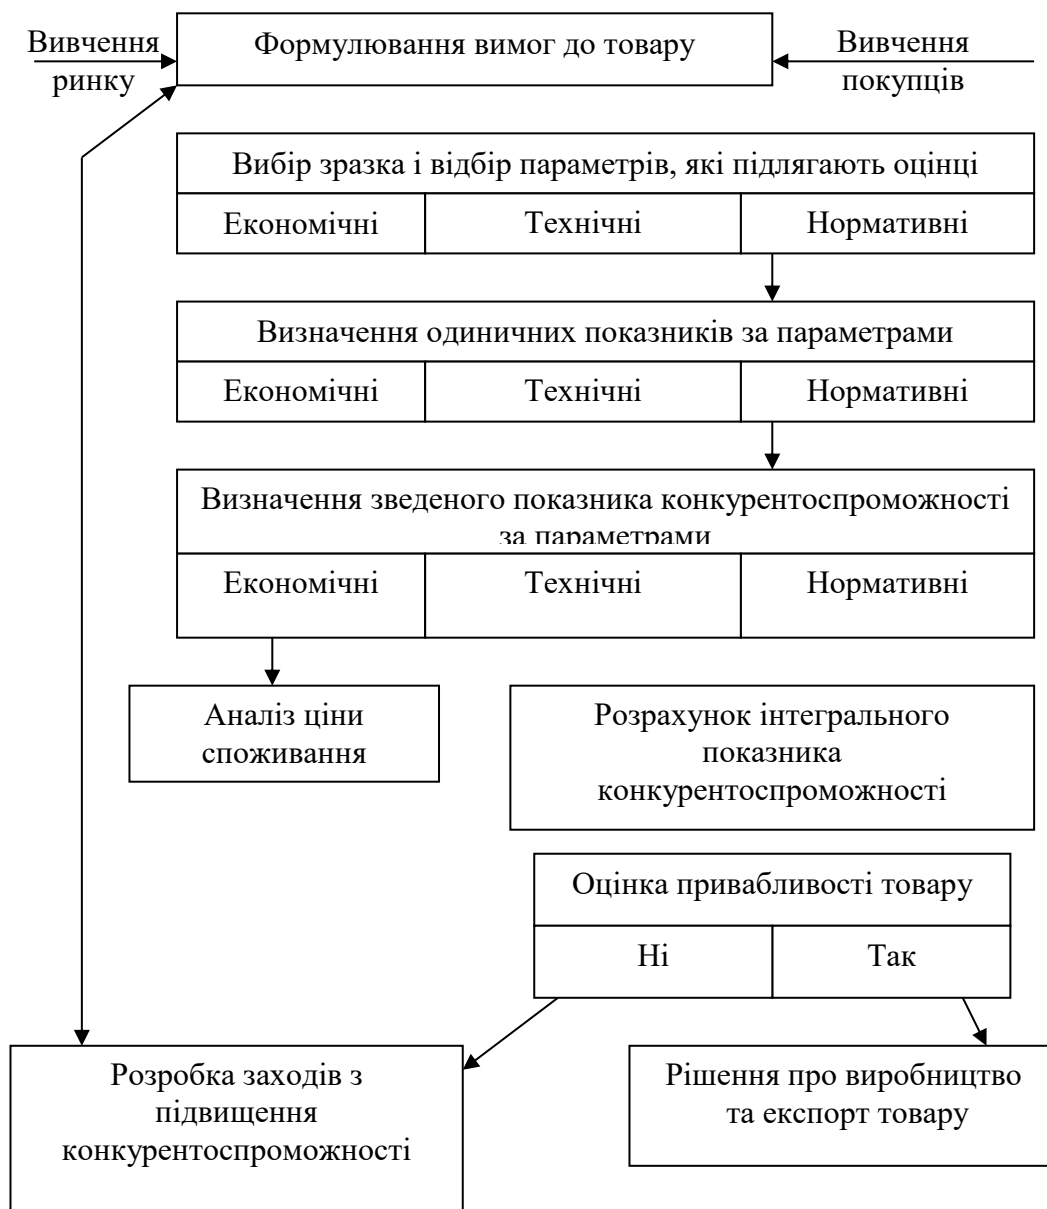 Вивчення
ринку
Формулювання вимог до товару
Вивчення
покупців
Вибір зразка і відбір параметрів, які підлягають оцінці
Економічні
Технічні
Нормативні
Визначення одиничних показників за параметрами
Економічні
Технічні
Нормативні
Визначення зведеного показника конкурентоспроможності
за параметрами
Економічні
Технічні
Нормативні
Аналіз ціни
споживання
Розрахунок інтегрального
показника
конкурентоспроможності
Оцінка привабливості товару
Ні
Так
Розробка заходів з
підвищення
конкурентоспроможності
Рішення про виробництво
та експорт товару